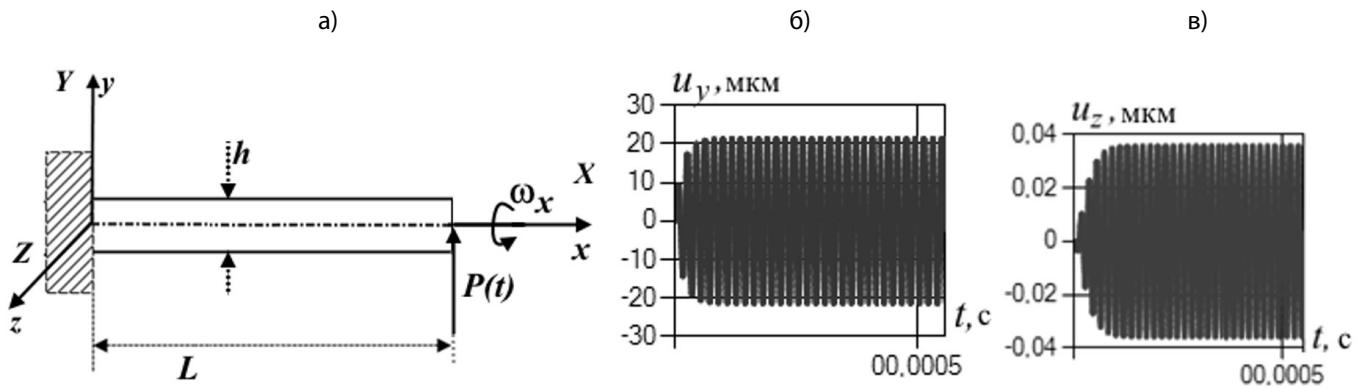 а)
б)
в)
Y
y
h
X
ωx
x
Z
z
P(t)
L
uy, мкм
30
20
10
0
-10
-20
-30
t, с
00,0005
uz, мкм
0,04
0,02
0
-0,02
-0,04
t, с
00,0005